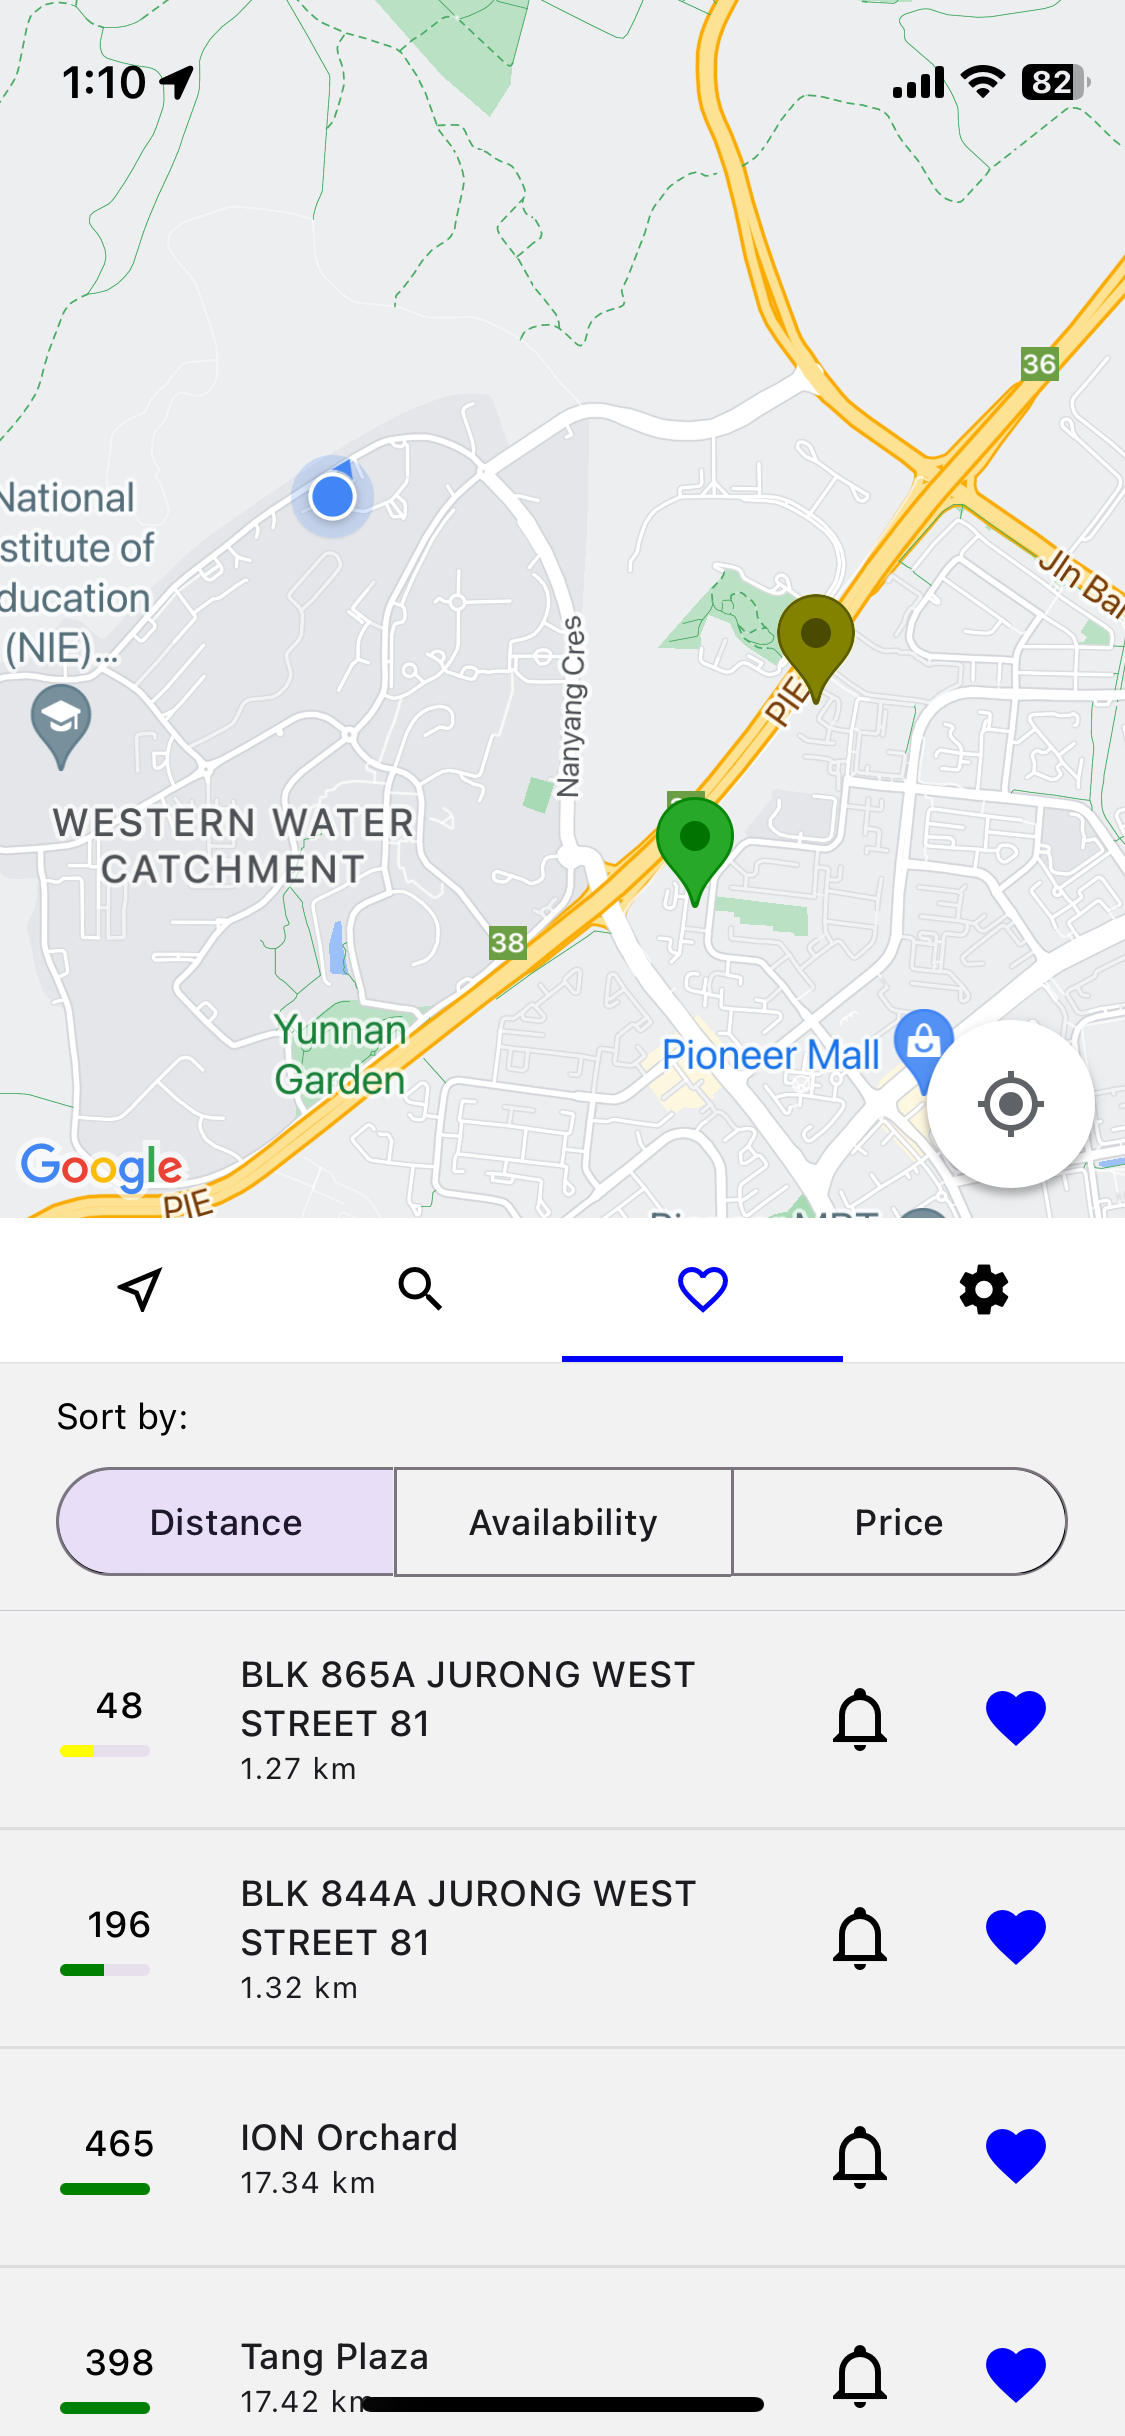 1:10
82
36
National
stitute of
ducation
(NIE)...
Jln Ba
Nanyang Cres
PIE
WESTERN WATER
CATCHMENT
38
Yunnan
Garden
Pioneer Mall
Google
PIE
Sort by:
Distance
Availability
Price
48
BLK 865A JURONG WEST
STREET 81
1.27 km
196
BLK 844A JURONG WEST
STREET 81
1.32 km
465
ION Orchard
17.34 km
398
Tang Plaza
17.42 km